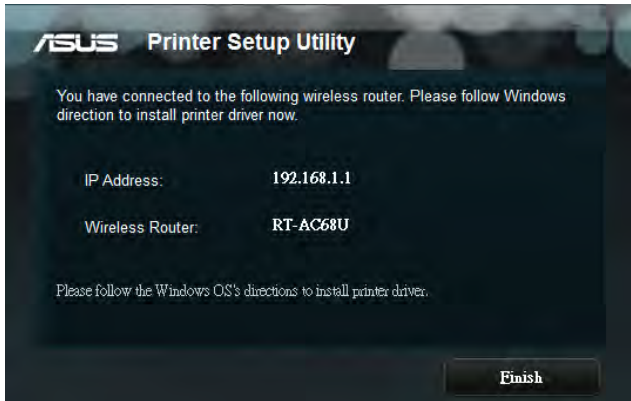 ASUS Printer Setup Utility
You have connected to the following wireless router. Please follow Windows
direction to install printer driver now.
IP Address: 192.168.1.1
Wireless Router: RT-AC68U
Please follow the Windows OS's directions to install printer driver.
Finish